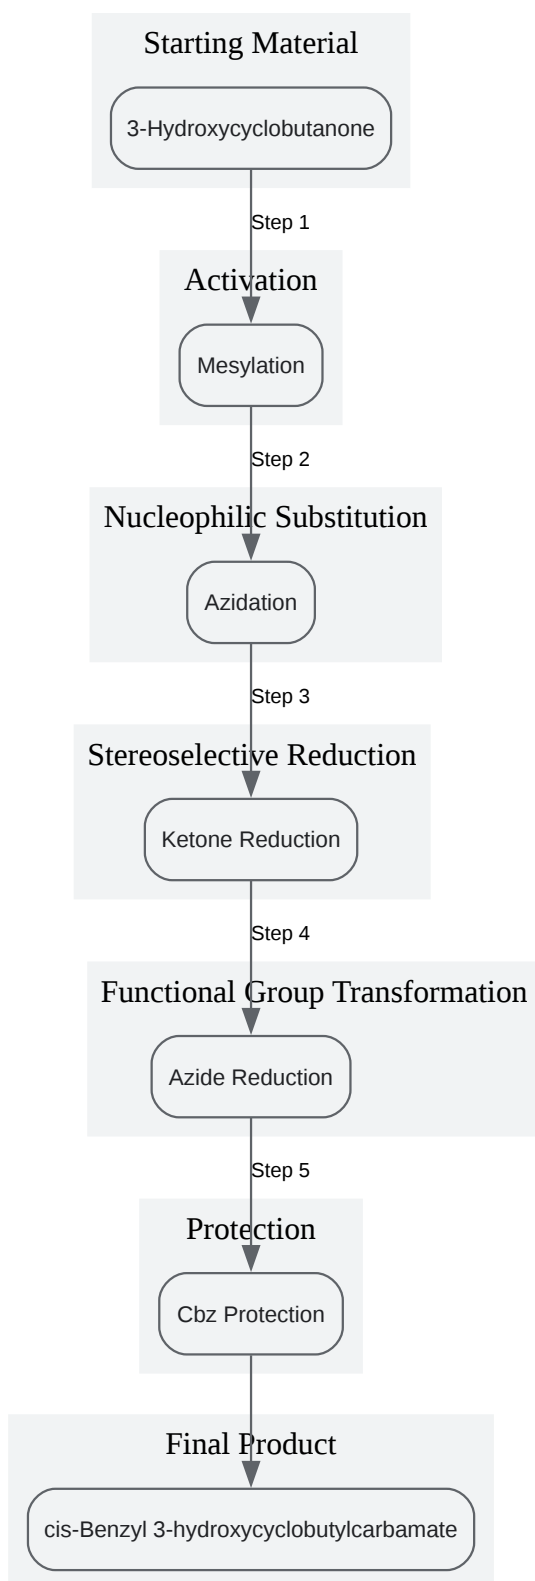 Starting Material
3-Hydroxycyclobutanone
Step 1
Activation
Mesylation
Step 2
Nucleophilic Substitution
Azidation
Step 3
Stereoselective Reduction
Ketone Reduction
Step 4
Functional Group Transformation
Azide Reduction
Step 5
Protection
Cbz Protection
Final Product
cis-Benzyl 3-hydroxycyclobutylcarbamate